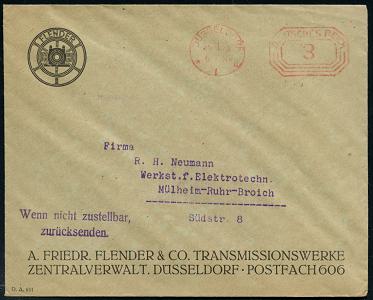 FLENDER
DÜSSELDORF
1
DEUTSCHES REICH
3
Firma
R. H. Neumann
Werkst.f.Elektrotechn.
Mülheim-Ruhr-Broich
Südstr. 8
Wenn nicht zustellbar,
zurücksenden.
A. FRIEDR. FLENDER & CO. TRANSMISSIONSWERKE
ZENTRALVERWALT. DÜSSELDORF · POSTFACH 606